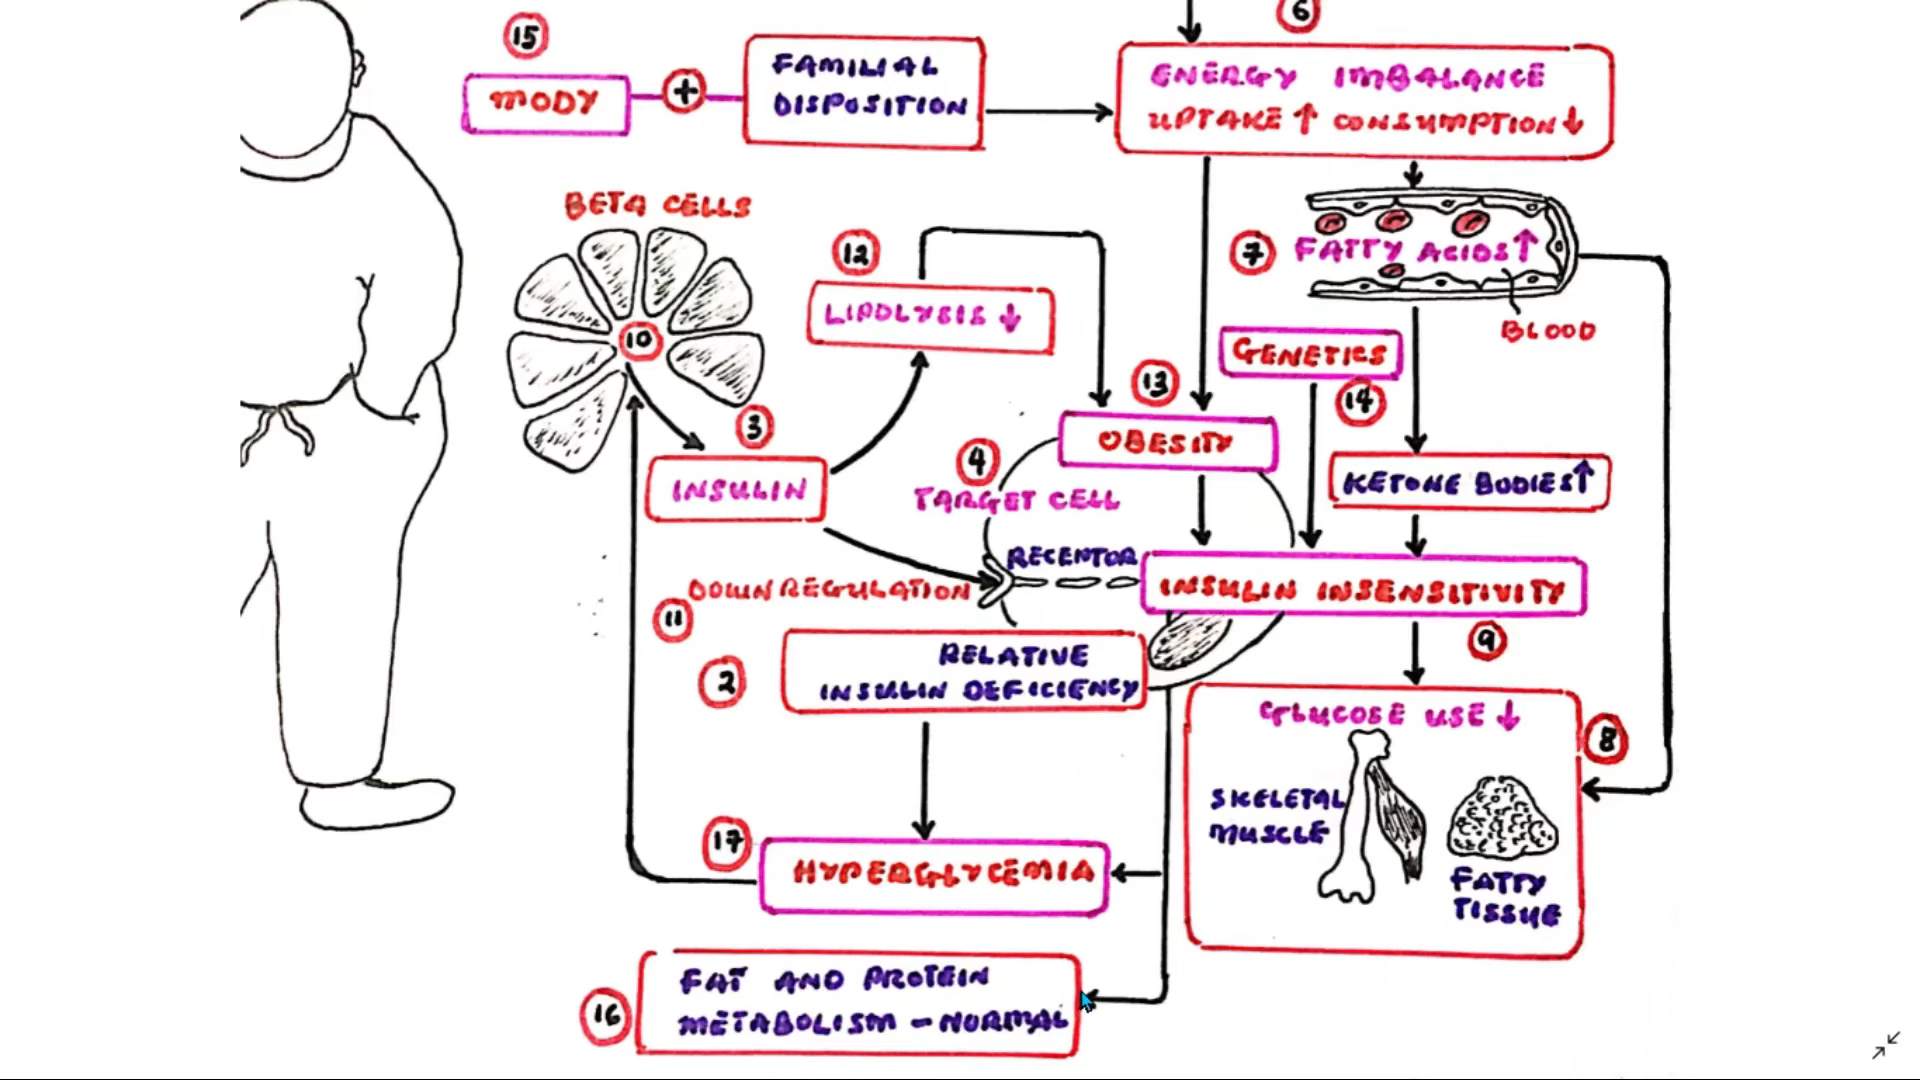 15
6
MODY
+
FAMILIAL
DISPOSITION
ENERGY IMBALANCE
UPTAKE ↑ CONSUMPTION ↓
BETA CELLS
12
7
FATTY ACIDS ↑
BLOOD
LIPOLYSIS ↓
10
GENETICS
14
13
3
OBESITY
4
TARGET CELL
INSULIN
KETONE BODIES ↑
RECENTOR
DOWN REGULATION
INSULIN INSENSITIVITY
11
9
2
RELATIVE
INSULIN DEFICIENCY
GLUCOSE USE ↓
8
SKELETAL
MUSCLE
17
HYPERGLYCEMIA
FATTY
TISSUE
16
FAT AND PROTEIN
METABOLISM - NORMAL